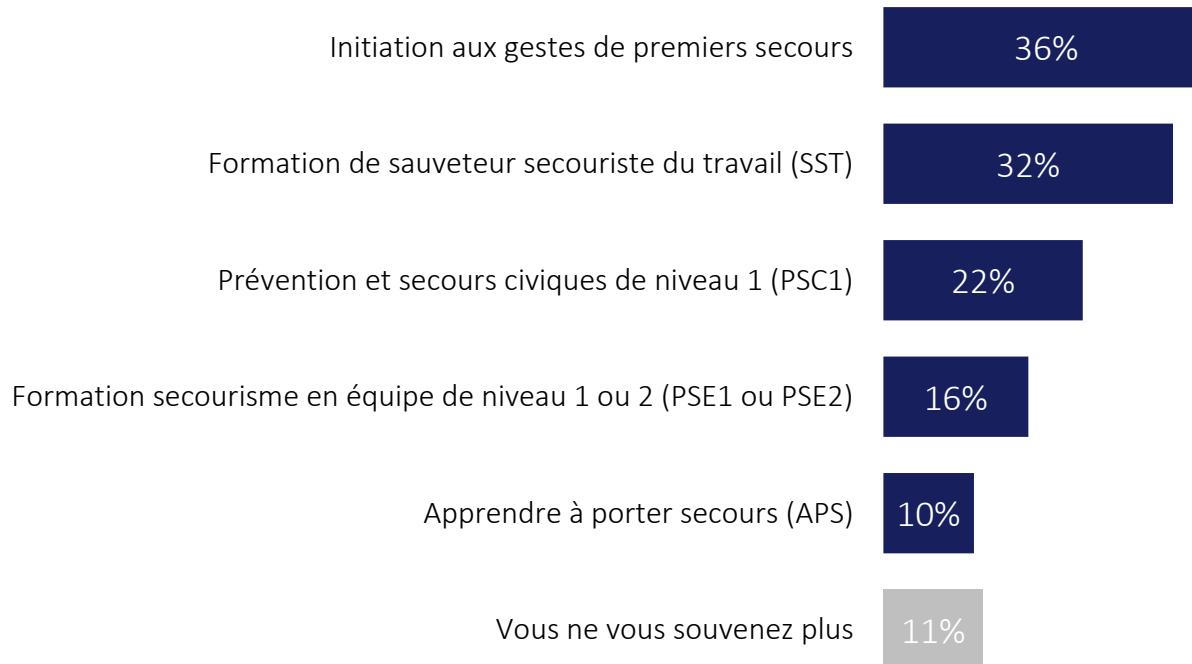 Initiation aux gestes de premiers secours 36%
Formation de sauveteur secouriste du travail (SST) 32%
Prévention et secours civiques de niveau 1 (PSC1) 22%
Formation secourisme en équipe de niveau 1 ou 2 (PSE1 ou PSE2) 16%
Apprendre à porter secours (APS) 10%
Vous ne vous souvenez plus 11%